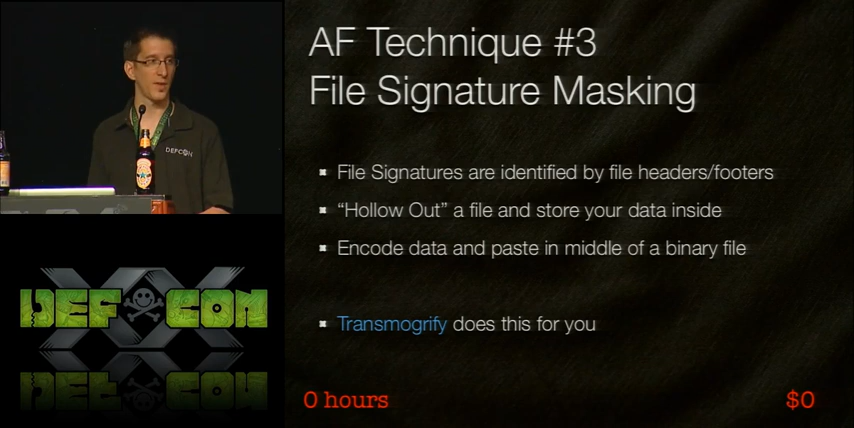 AF Technique #3
File Signature Masking
File Signatures are identified by file headers/footers
“Hollow Out” a file and store your data inside
Encode data and paste in middle of a binary file
Transmogrify does this for you
0 hours
$0
DEFCON
XX
DEF CON